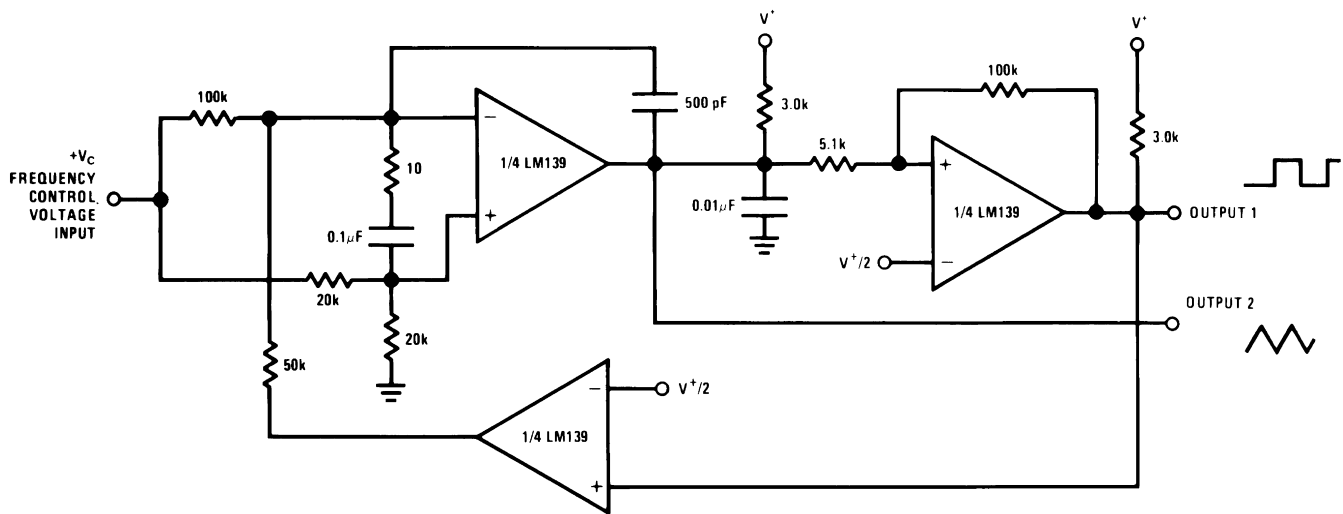 V⁺
V⁺
100k
100k
500 pF
3.0k
3.0k
5.1k
−
1/4 LM139
+
10
+V_C
FREQUENCY
CONTROL
VOLTAGE
INPUT
+
1/4 LM139
−
0.01μF
0.1μF
OUTPUT 1
V⁺/2
20k
OUTPUT 2
20k
50k
−
V⁺/2
1/4 LM139
+